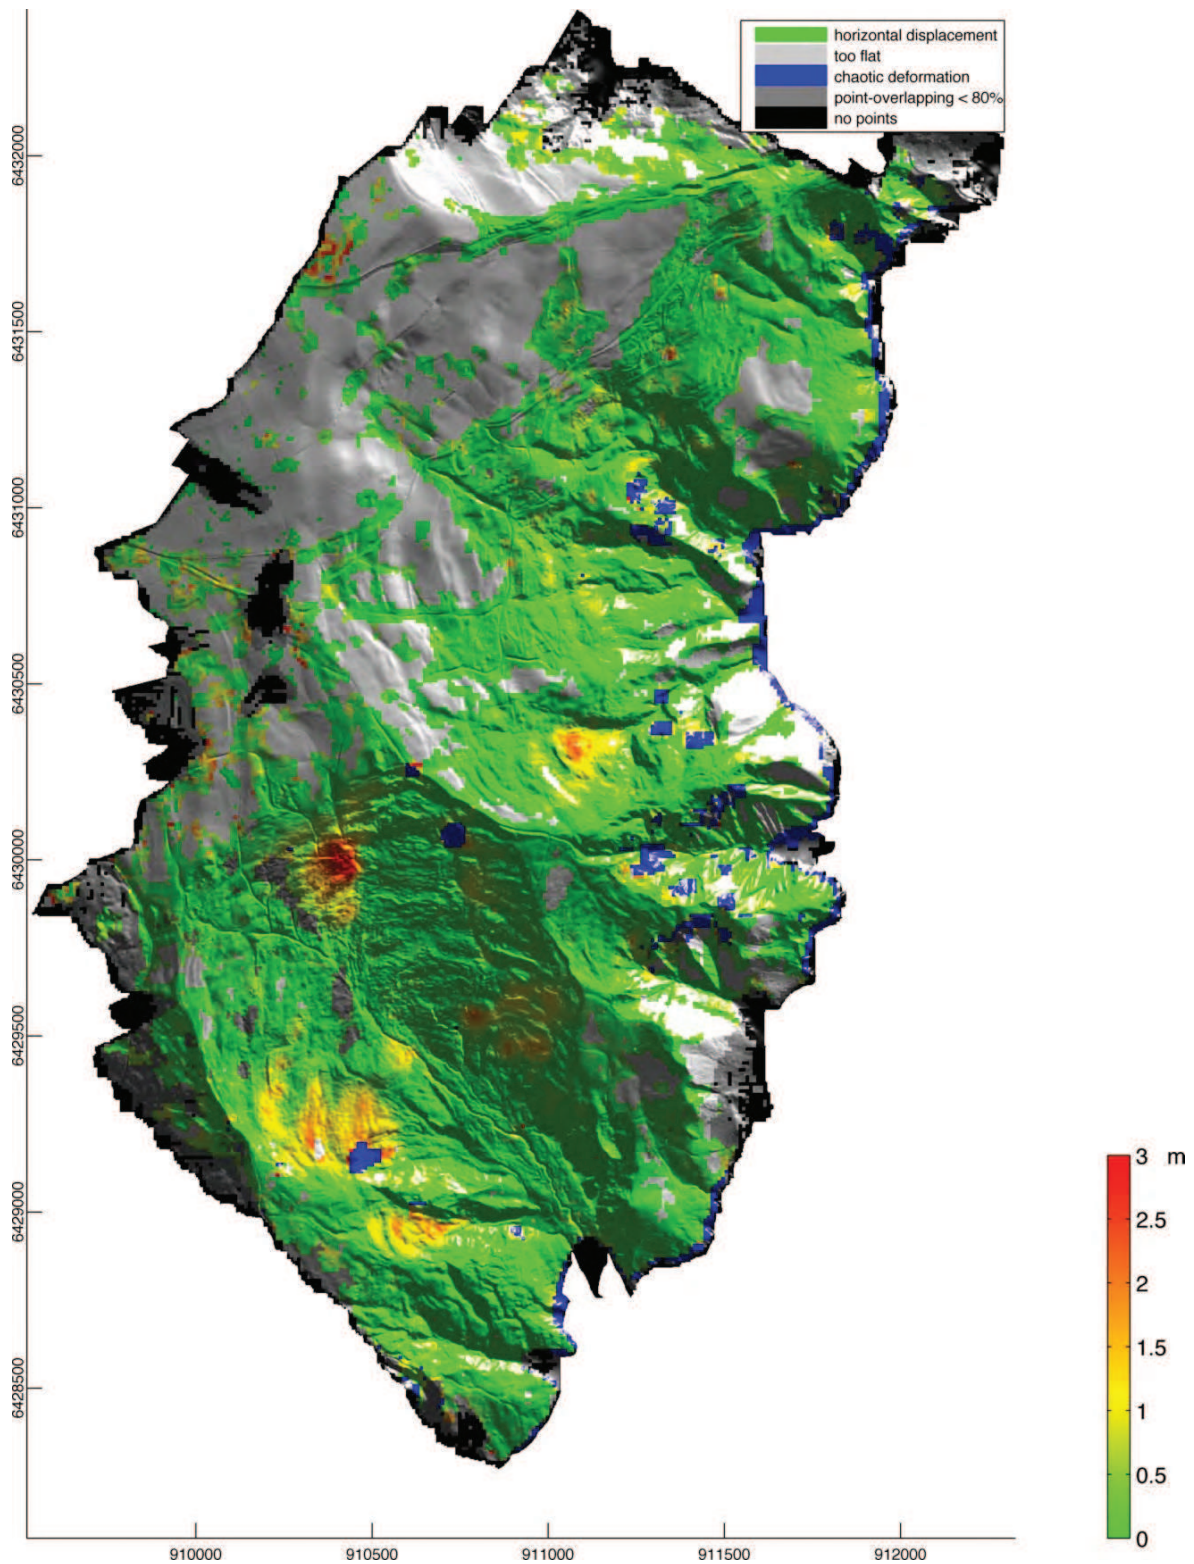 horizontal displacement
too flat
chaotic deformation
point-overlapping < 80%
no points
6432000
6431500
6431000
6430500
6430000
6429500
6429000
6428500
3 m
2.5
2
1.5
1
0.5
0
910000 910500 911000 911500 912000